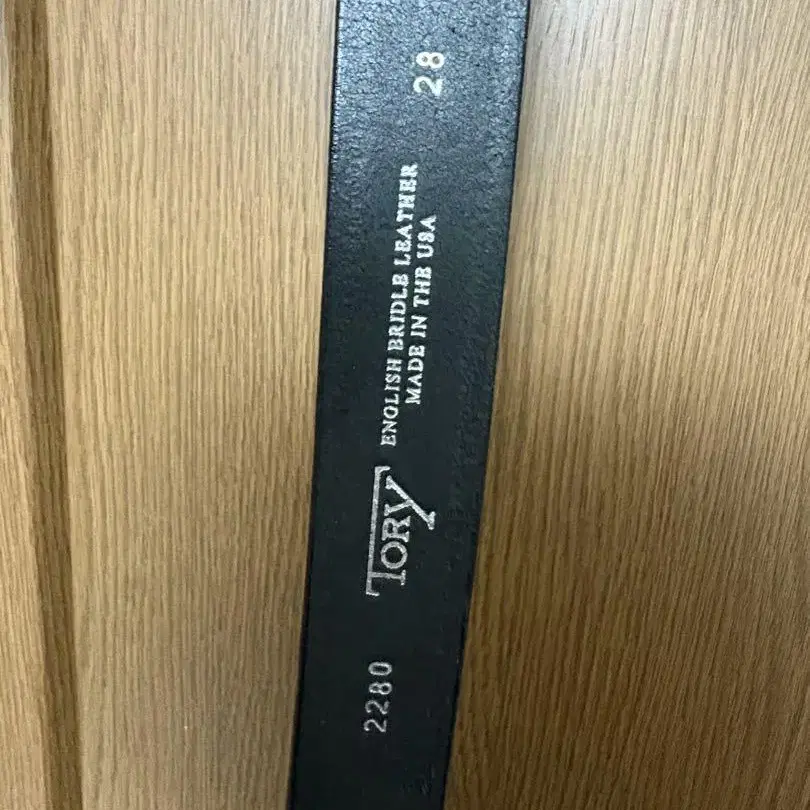 2280
TORY
ENGLISH BRIDLE LEATHER
MADE IN THE USA
28